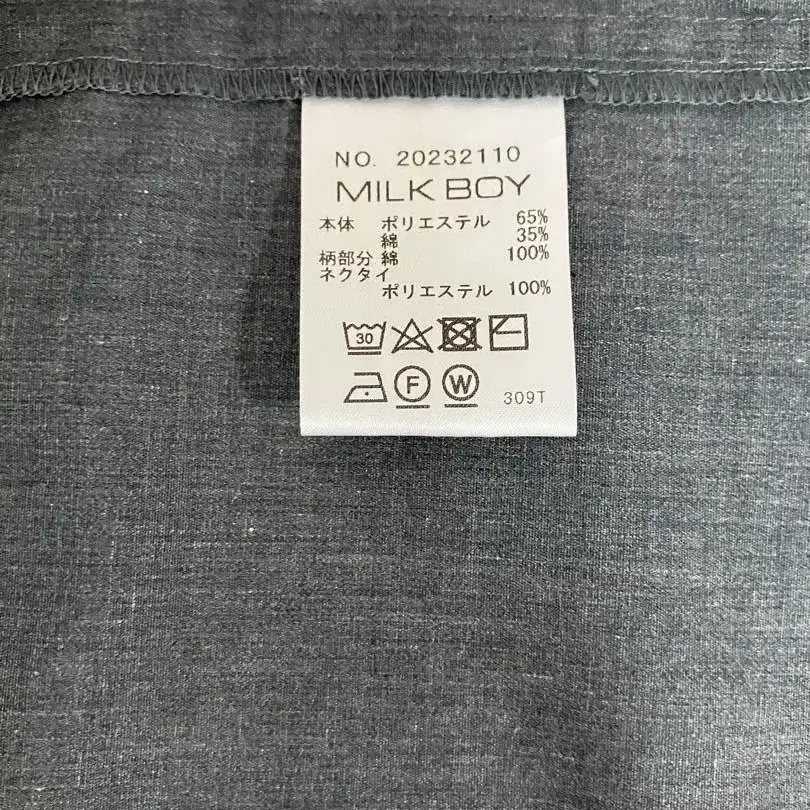 NO. 20232110
MILK BOY
本体 ポリエステル 65%
綿 35%
柄部分 綿 100%
ネクタイ
ポリエステル 100%
30
F W 309T